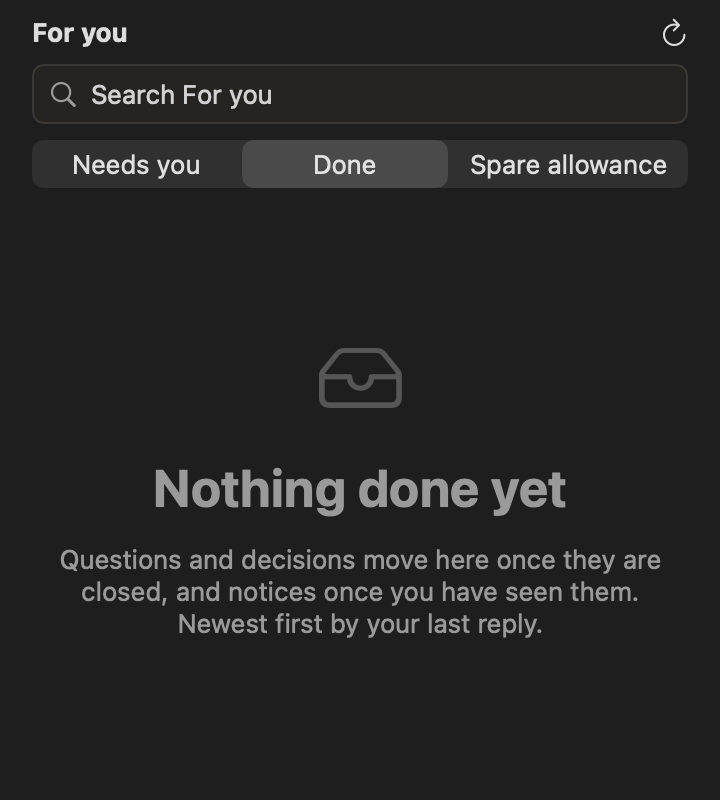 For you
Search For you
Needs you
Done
Spare allowance
Nothing done yet
Questions and decisions move here once they are
closed, and notices once you have seen them.
Newest first by your last reply.